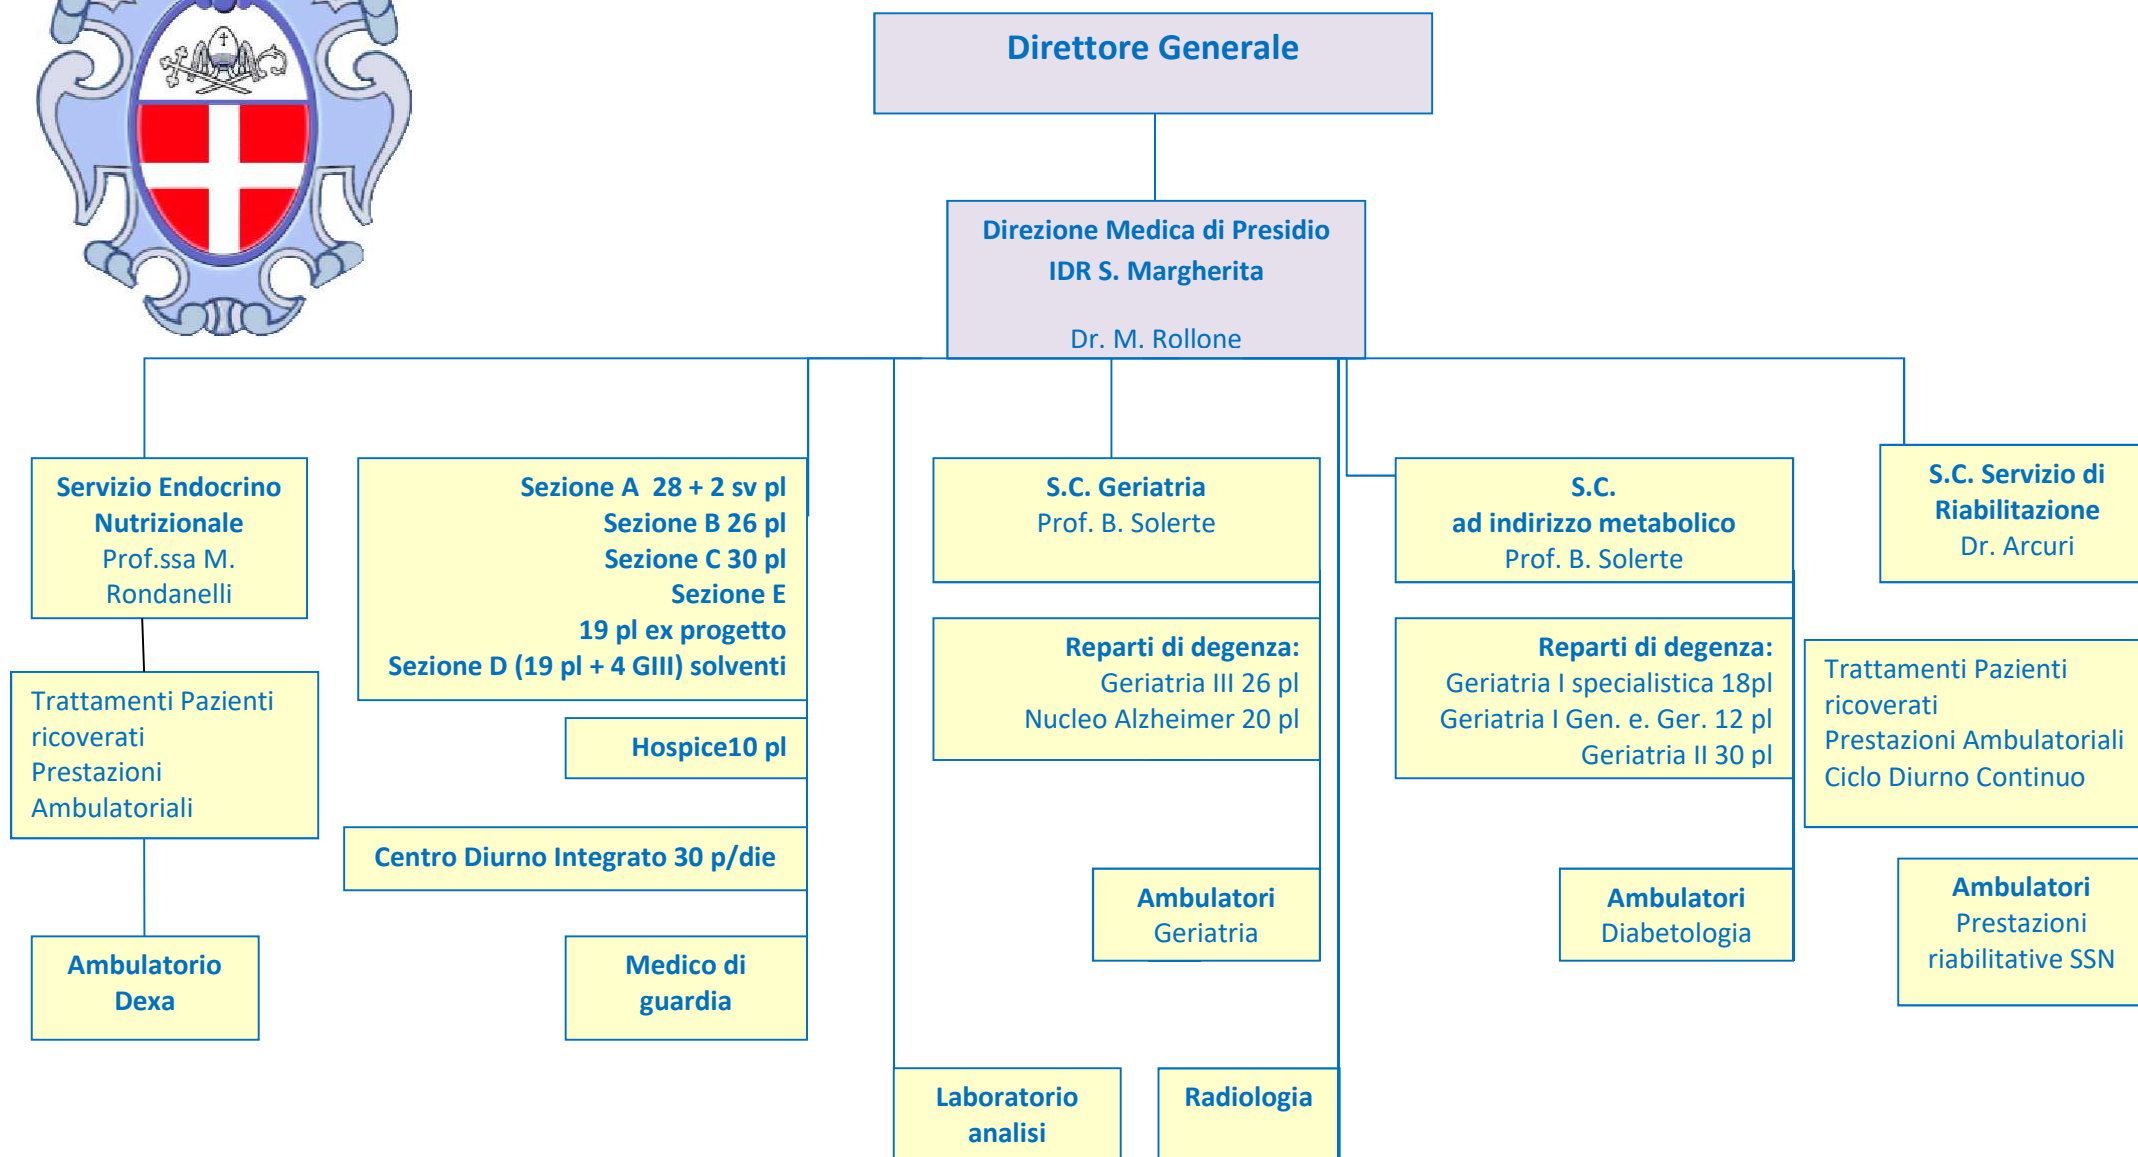 Direttore Generale
Direzione Medica di Presidio
IDR S. Margherita
Dr. M. Rollone
Servizio Endocrino
Nutrizionale
Prof.ssa M.
Rondanelli
Trattamenti Pazienti
ricoverati
Prestazioni
Ambulatoriali
Ambulatorio
Dexa
Sezione A  28 + 2 sv pl
Sezione B 26 pl
Sezione C 30 pl
Sezione E
19 pl ex progetto
Sezione D (19 pl + 4 GIII) solventi
Hospice10 pl
Centro Diurno Integrato 30 p/die
Medico di
guardia
S.C. Geriatria
Prof. B. Solerte
Reparti di degenza:
Geriatria III 26 pl
Nucleo Alzheimer 20 pl
Ambulatori
Geriatria
S.C.
ad indirizzo metabolico
Prof. B. Solerte
Reparti di degenza:
Geriatria I specialistica 18pl
Geriatria I Gen. e. Ger. 12 pl
Geriatria II 30 pl
Ambulatori
Diabetologia
S.C. Servizio di
Riabilitazione
Dr. Arcuri
Trattamenti Pazienti
ricoverati
Prestazioni Ambulatoriali
Ciclo Diurno Continuo
Ambulatori
Prestazioni
riabilitative SSN
Laboratorio
analisi
Radiologia